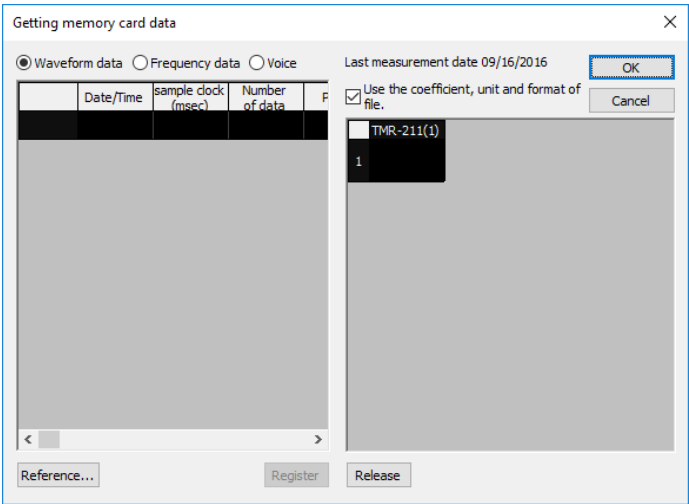 Getting memory card data
Waveform data Frequency data Voice
Last measurement date 09/16/2016
OK
Date/Time
sample clock
(msec)
Number
of data
Use the coefficient, unit and format of
file.
Cancel
TMR-211(1)
1
Reference...
Register
Release